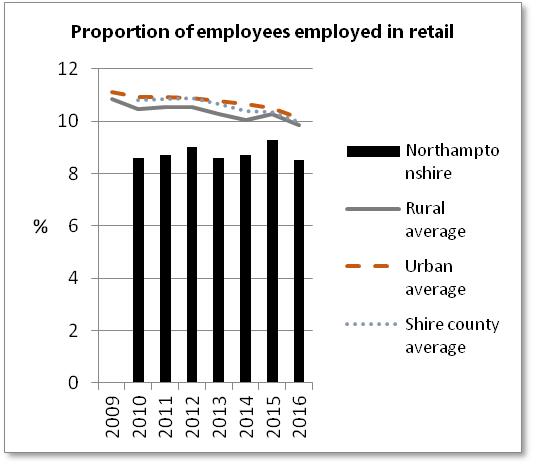 Proportion of employees employed in retail
12
10
8
6
4
2
0
%
2009
2010
2011
2012
2013
2014
2015
2016
Northampto
nshire
Rural
average
Urban
average
Shire county
average